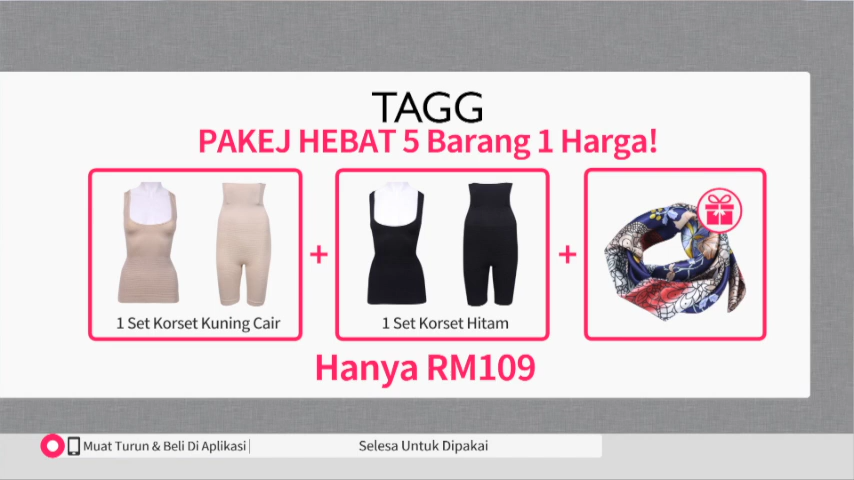 TAGG
PAKEJ HEBAT 5 Barang 1 Harga!
1 Set Korset Kuning Cair
1 Set Korset Hitam
Hanya RM109
Muat Turun & Beli Di Aplikasi
Selesa Untuk Dipakai